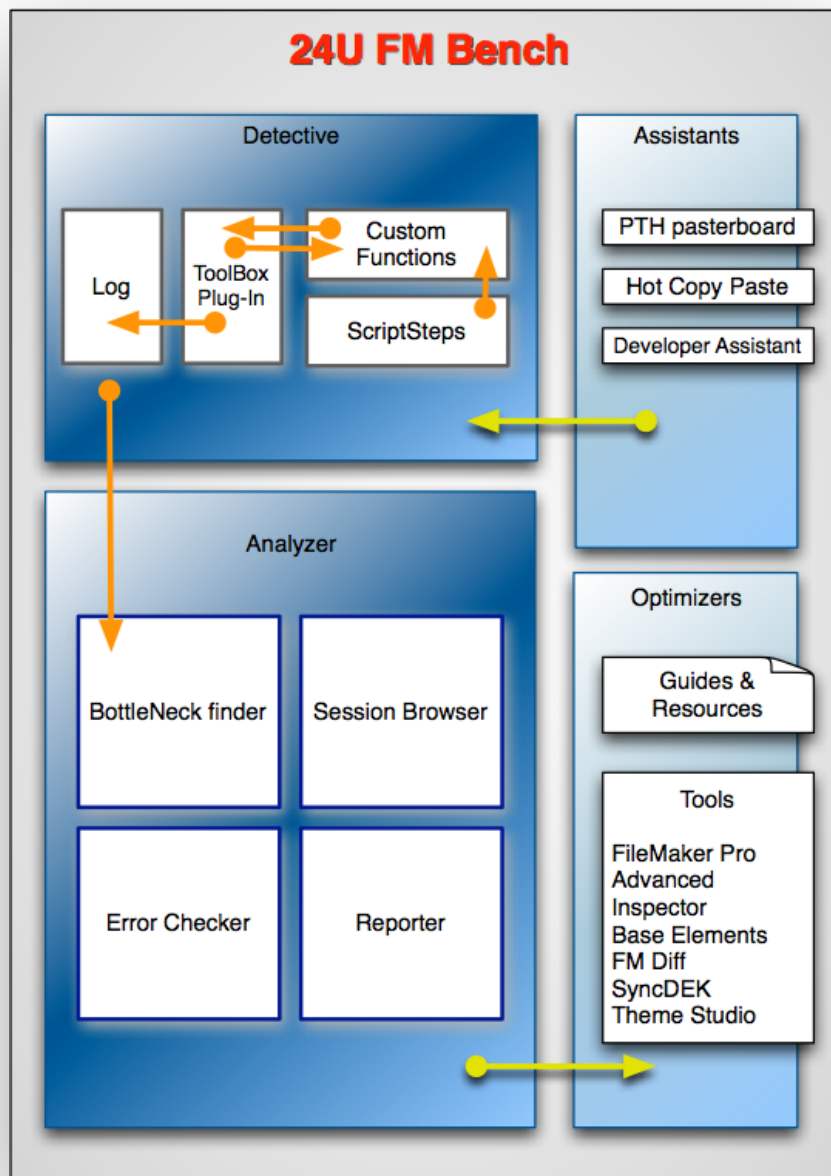 24U FM Bench
Detective
Log
ToolBox
Plug-In
Custom
Functions
ScriptSteps
Assistants
PTH pasterboard
Hot Copy Paste
Developer Assistant
Analyzer
BottleNeck finder
Session Browser
Error Checker
Reporter
Optimizers
Guides &
Resources
Tools
FileMaker Pro
Advanced
Inspector
Base Elements
FM Diff
SyncDEK
Theme Studio